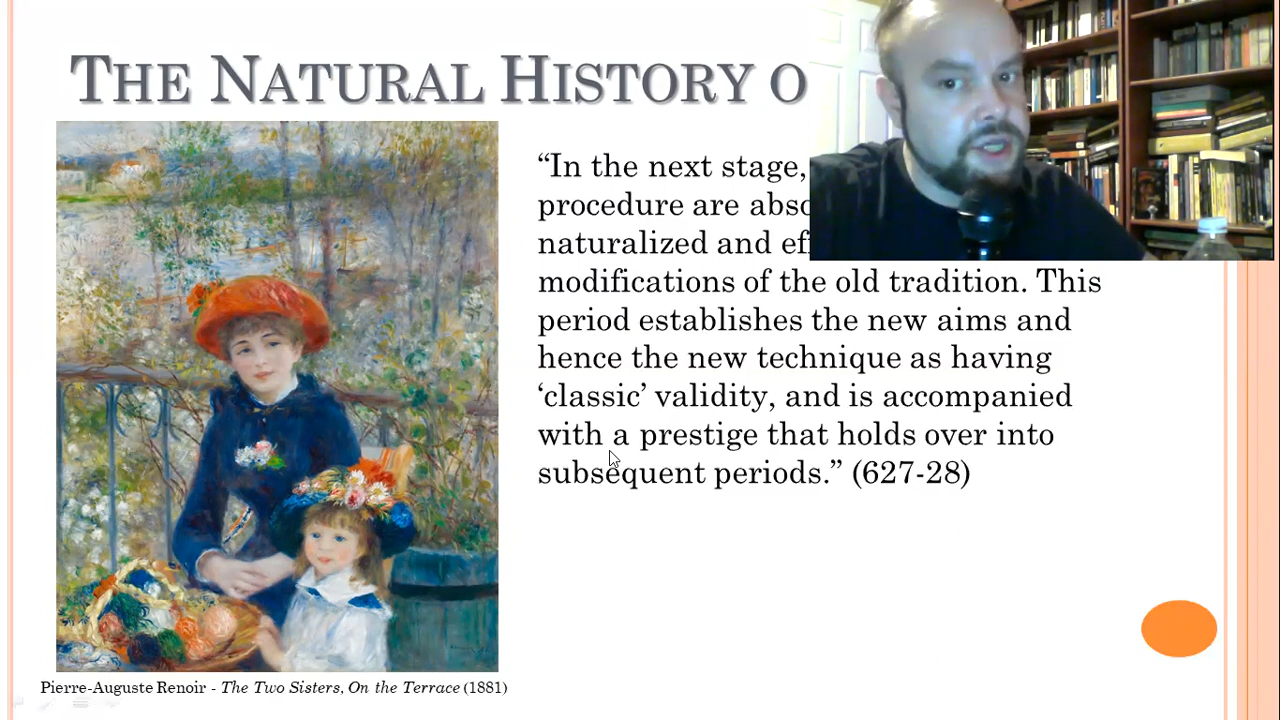 THE NATURAL HISTORY O
“In the next stage,
procedure are abso
naturalized and ef
modifications of the old tradition. This
period establishes the new aims and
hence the new technique as having
‘classic’ validity, and is accompanied
with a prestige that holds over into
subsequent periods.” (627-28)
Pierre-Auguste Renoir - The Two Sisters, On the Terrace (1881)